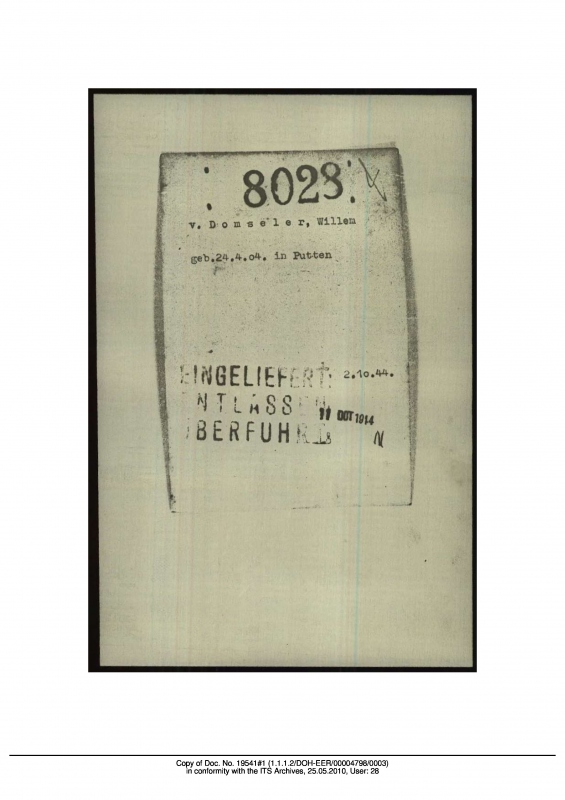 8028
v. Domseler, Willem
geb.24.4.04. in Putten
EINGELIEFERT: 2.10.44.
ENTLASSEN
11 OCT 1914
ÜBERFÜHRT
N
Copy of Doc. No. 19541#1 (1.1.1.2/DOH-EER/00004798/0003)
in conformity with the ITS Archives, 25.05.2010, User: 28